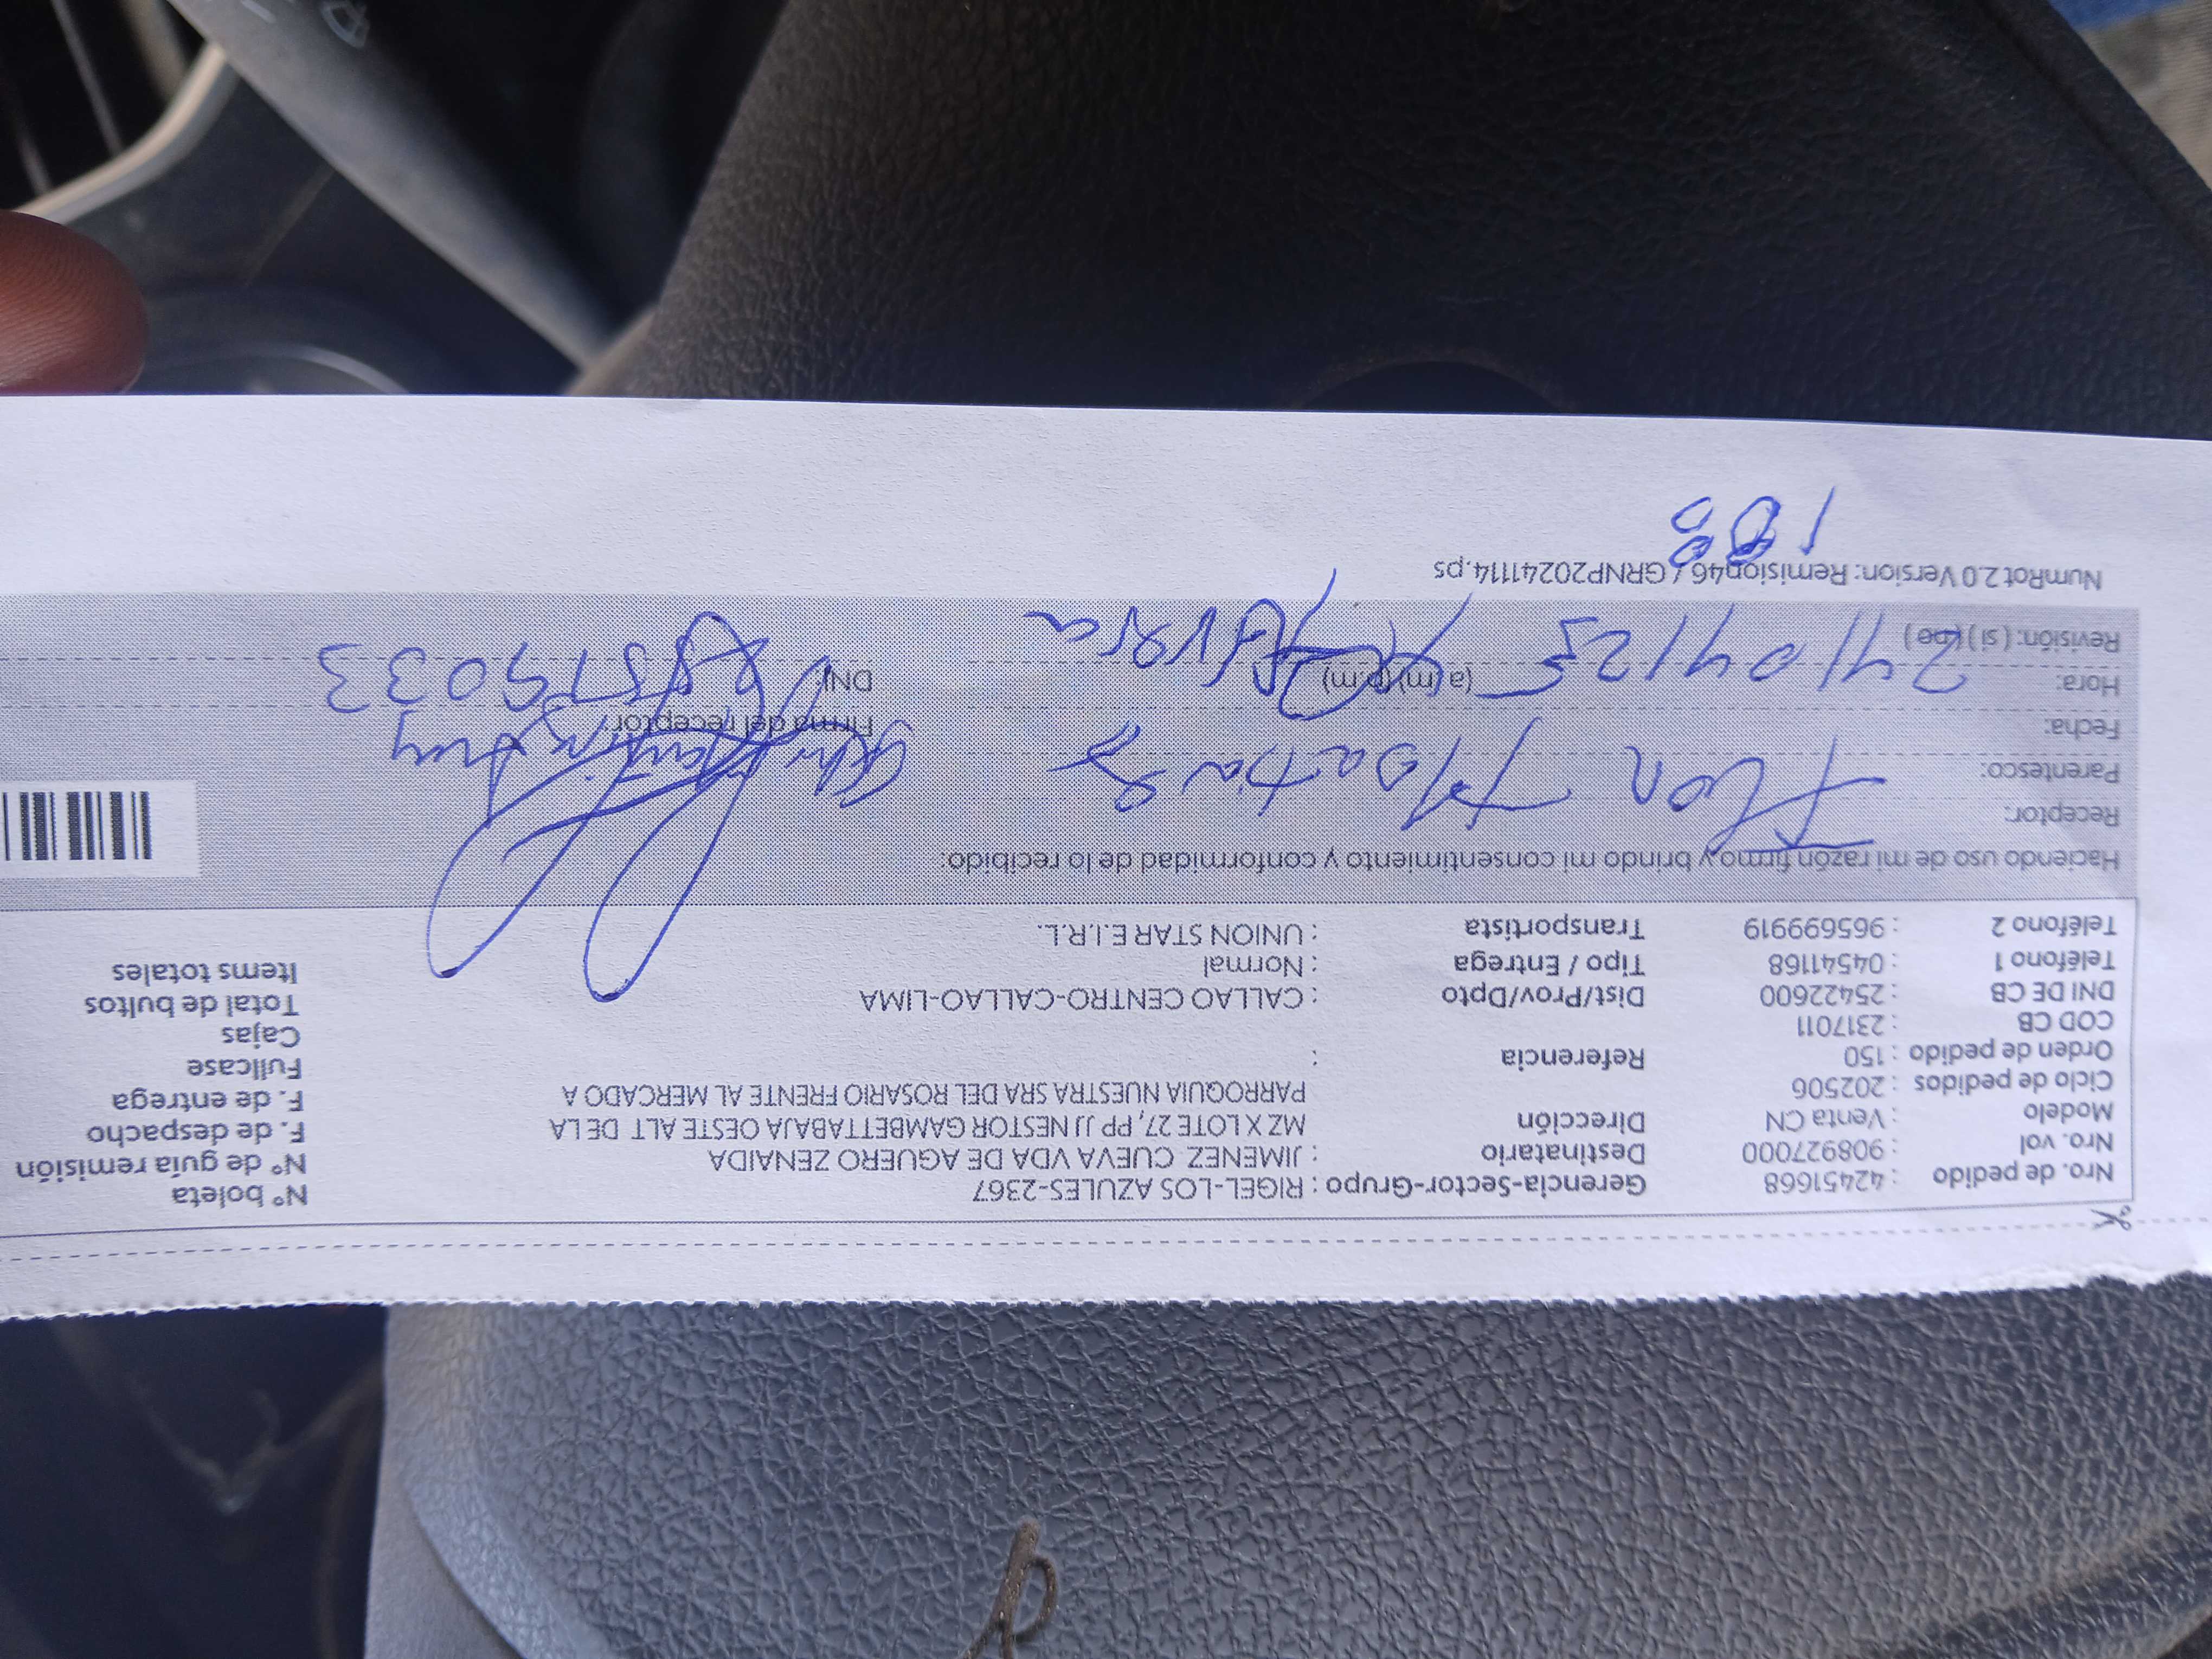 Nro. de pedido : 42451668 Gerencia-Sector-Grupo : RIGEL-LOS AZULES-2367 N° boleta
Nro. vol : 908927000 Destinatario : JIMENEZ CUEVA VDA DE AGUERO ZENAIDA N° de guía remisión
Modelo : Venta CN Dirección MZ X LOTE 27, PP JJ NESTOR GAMBETTABAJA OESTE ALT DE LA F. de despacho
Ciclo de pedidos : 202506 PARROQUIA NUESTRA SRA DEL ROSARIO FRENTE AL MERCADO A F. de entrega
Orden de pedido : 150 Referencia : Fullcase
COD CB : 2317011 Cajas
DNI DE CB : 25422600 Dist/Prov/Dpto : CALLAO CENTRO-CALLAO-LIMA Total de bultos
Teléfono 1 : 04541168 Tipo / Entrega : Normal Items totales
Teléfono 2 : 965699919 Transportista : UNION STAR E.I.R.L.
Haciendo uso de mi razón firmo y brindo mi consentimiento y conformidad de lo recibido:
Receptor:
Parentesco:
Fecha: Firma del receptor:
Hora: 24/04/25 (a.m) (p.m) DNI:
Revisión: (si) (no)
NumRot 2.0 Version: Remision46 / GRNP20241114.ps